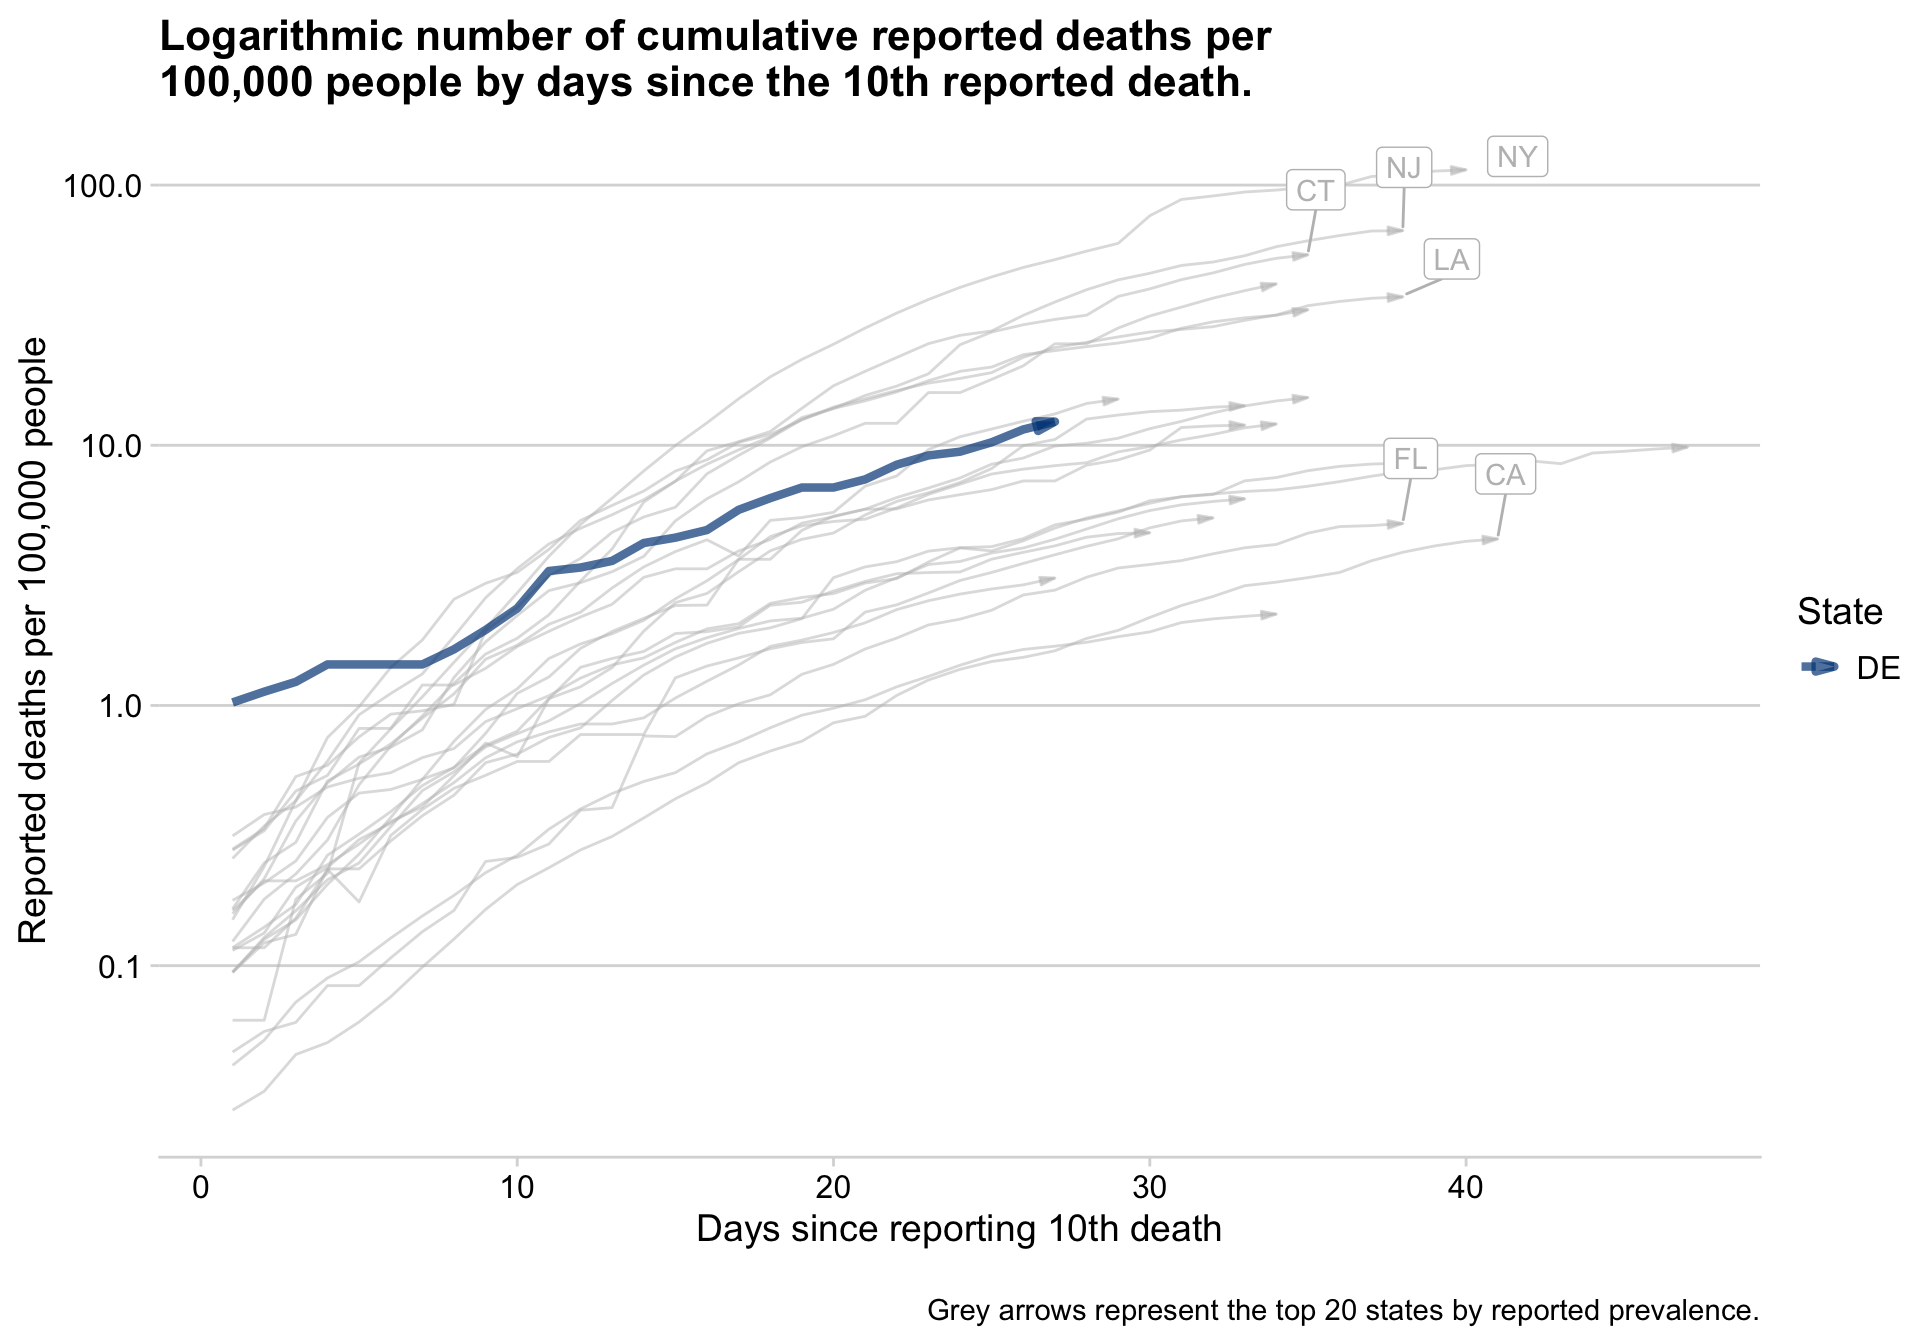 Logarithmic number of cumulative reported deaths per
100,000 people by days since the 10th reported death.
Reported deaths per 100,000 people
100.0
10.0
1.0
0.1
CT
NJ
NY
LA
FL
CA
State
DE
0
10
20
30
40
Days since reporting 10th death
Grey arrows represent the top 20 states by reported prevalence.